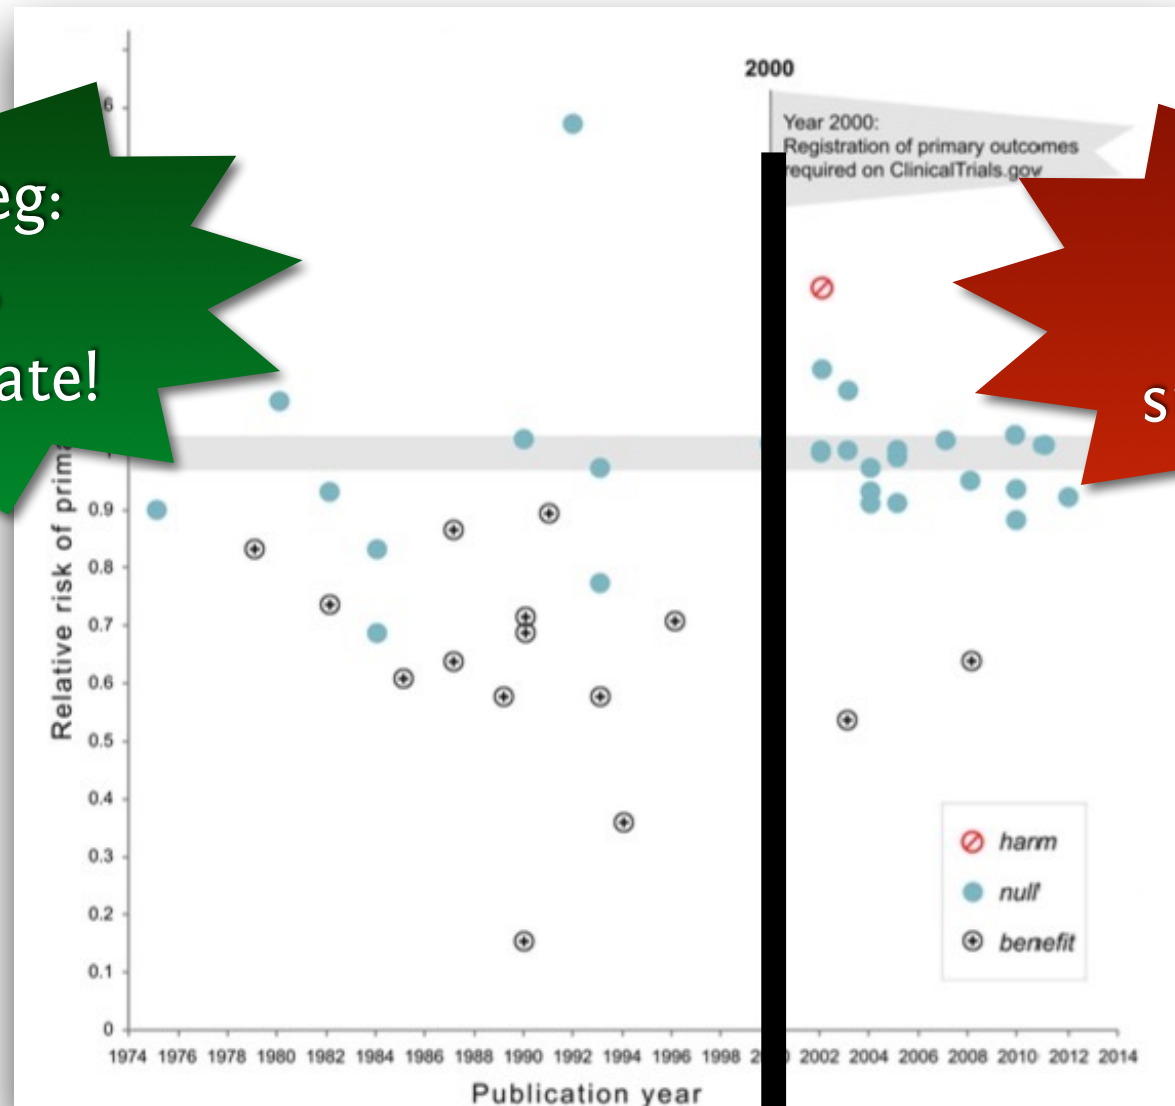 2000
Year 2000:
Registration of primary outcomes
required on ClinicalTrials.gov
eg:
ate!
s
6
0.9
0.8
0.7
0.6
0.5
0.4
0.3
0.2
0.1
0
Relative risk of prima
harm
null
benefit
1974 1976 1978 1980 1982 1984 1986 1988 1990 1992 1994 1996 1998 2002 2004 2006 2008 2010 2012 2014
Publication year